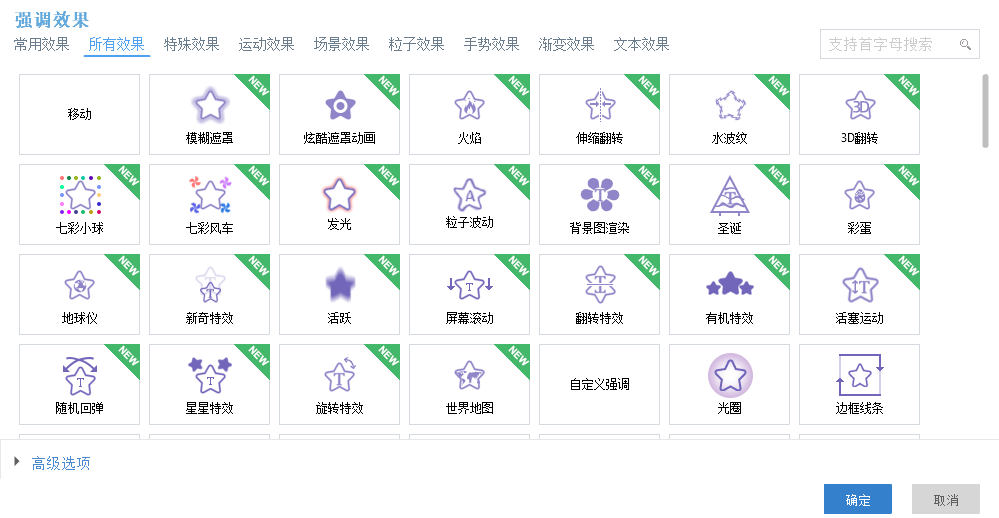 强调效果
常用效果 所有效果 特殊效果 运动效果 场景效果 粒子效果 手势效果 渐变效果 文本效果
支持首字母搜索
移动
NEW 模糊遮罩
NEW 炫酷遮罩动画
NEW 火焰
NEW 伸缩翻转
NEW 水波纹
NEW 3D 3D翻转
NEW 七彩小球
NEW 七彩风车
NEW 发光
NEW A 粒子波动
NEW T 背景图渲染
NEW T 圣诞
NEW 彩蛋
NEW 地球仪
NEW T 新奇特效
NEW 活跃
NEW T 屏幕滚动
NEW T 翻转特效
NEW 有机特效
NEW T 活塞运动
NEW T 随机回弹
NEW T 星星特效
NEW T 旋转特效
NEW 世界地图
自定义强调
光圈
边框线条
高级选项
确定 取消